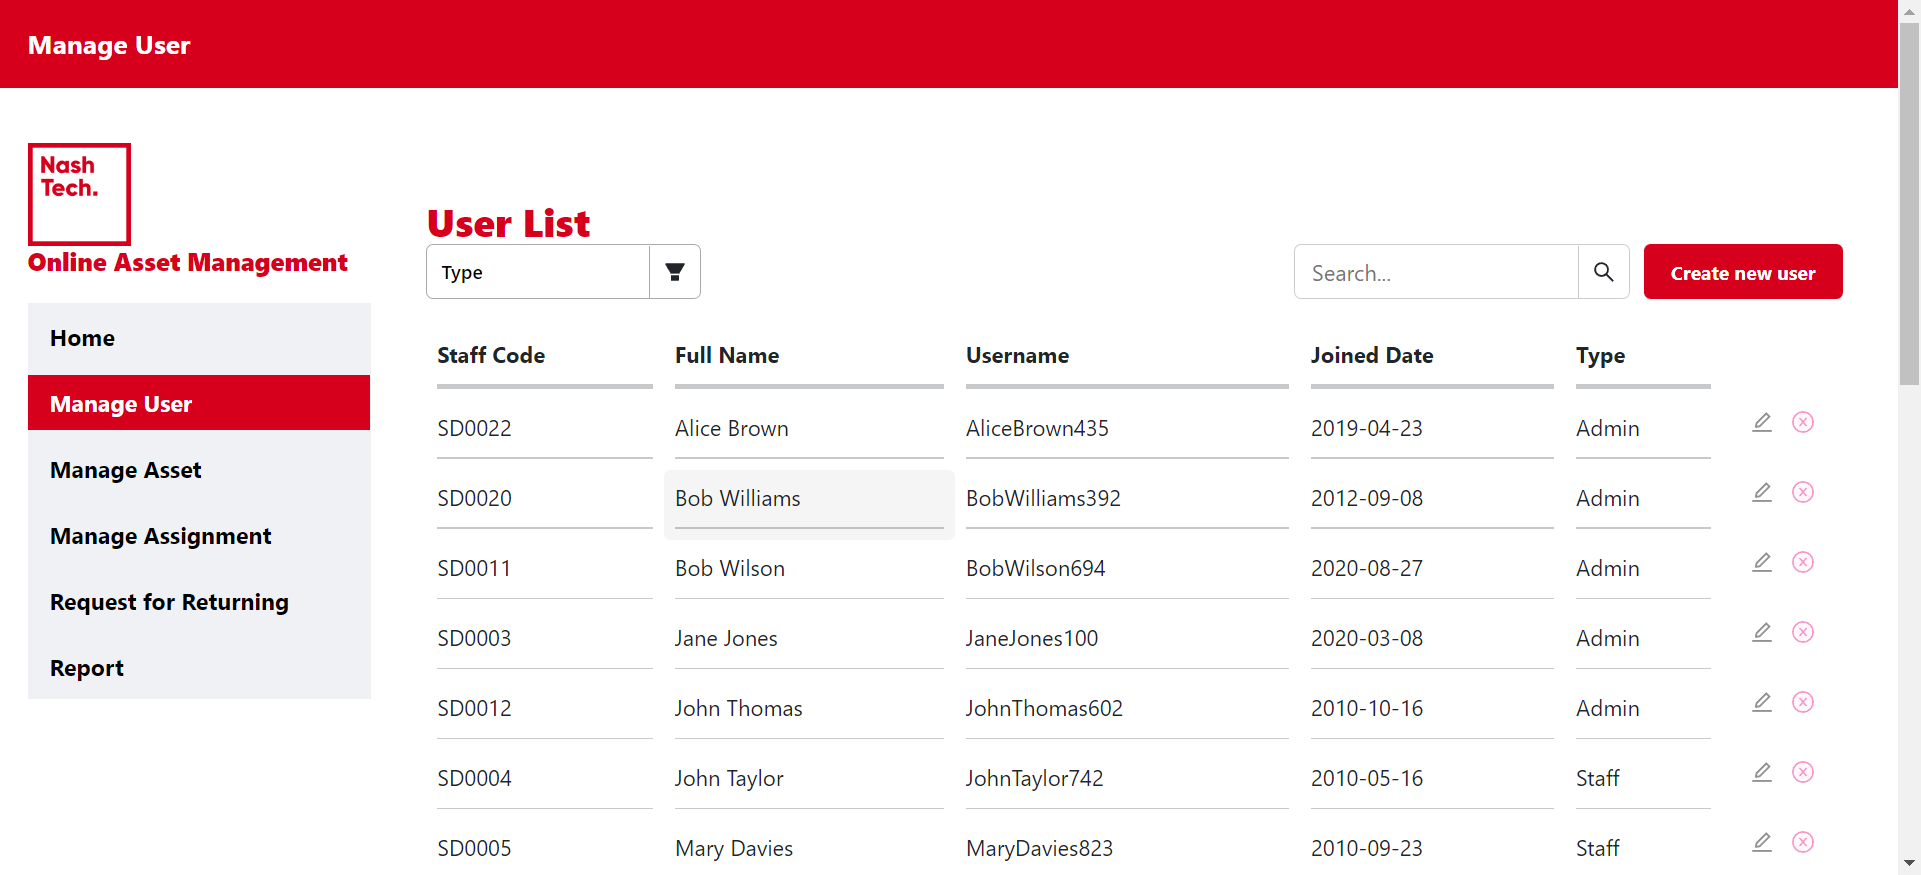 Manage User
Nash
Tech.
Online Asset Management
Home
Manage User
Manage Asset
Manage Assignment
Request for Returning
Report
User List
Type
Search...
Create new user
Staff Code Full Name Username Joined Date Type
SD0022 Alice Brown AliceBrown435 2019-04-23 Admin
SD0020 Bob Williams BobWilliams392 2012-09-08 Admin
SD0011 Bob Wilson BobWilson694 2020-08-27 Admin
SD0003 Jane Jones JaneJones100 2020-03-08 Admin
SD0012 John Thomas JohnThomas602 2010-10-16 Admin
SD0004 John Taylor JohnTaylor742 2010-05-16 Staff
SD0005 Mary Davies MaryDavies823 2010-09-23 Staff